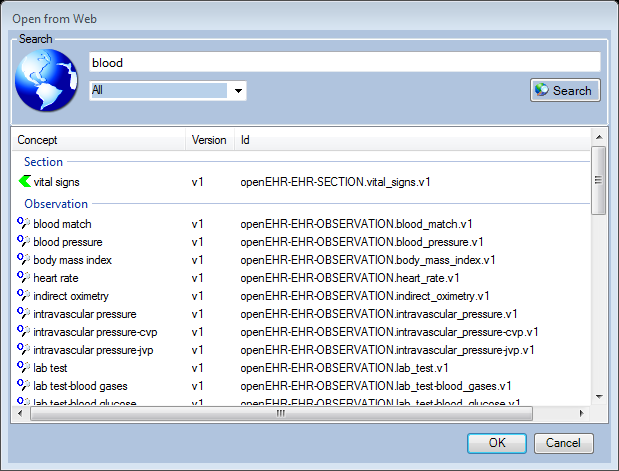 Open from Web
Search
blood
All
Search
Concept Version Id
Section
vital signs v1 openEHR-EHR-SECTION.vital_signs.v1
Observation
blood match v1 openEHR-EHR-OBSERVATION.blood_match.v1
blood pressure v1 openEHR-EHR-OBSERVATION.blood_pressure.v1
body mass index v1 openEHR-EHR-OBSERVATION.body_mass_index.v1
heart rate v1 openEHR-EHR-OBSERVATION.heart_rate.v1
indirect oximetry v1 openEHR-EHR-OBSERVATION.indirect_oximetry.v1
intravascular pressure v1 openEHR-EHR-OBSERVATION.intravascular_pressure.v1
intravascular pressure-cvp v1 openEHR-EHR-OBSERVATION.intravascular_pressure-cvp.v1
intravascular pressure-jvp v1 openEHR-EHR-OBSERVATION.intravascular_pressure-jvp.v1
lab test v1 openEHR-EHR-OBSERVATION.lab_test.v1
lab test-blood gases v1 openEHR-EHR-OBSERVATION.lab_test-blood_gases.v1
lab test-blood glucose v1 openEHR-EHR-OBSERVATION.lab_test-blood_glucose.v1
OK Cancel